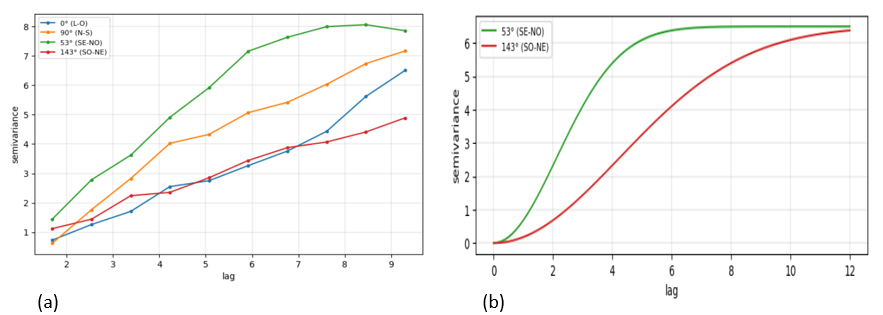 0° (L-O)
90° (N-S)
53° (SE-NO)
143° (SO-NE)
8
7
6
5
4
3
2
1
semivariance
2 3 4 5 6 7 8 9
lag
(a)
53° (SE-NO)
143° (SO-NE)
6
5
4
3
2
1
0
semivariance
0 2 4 6 8 10 12
lag
(b)